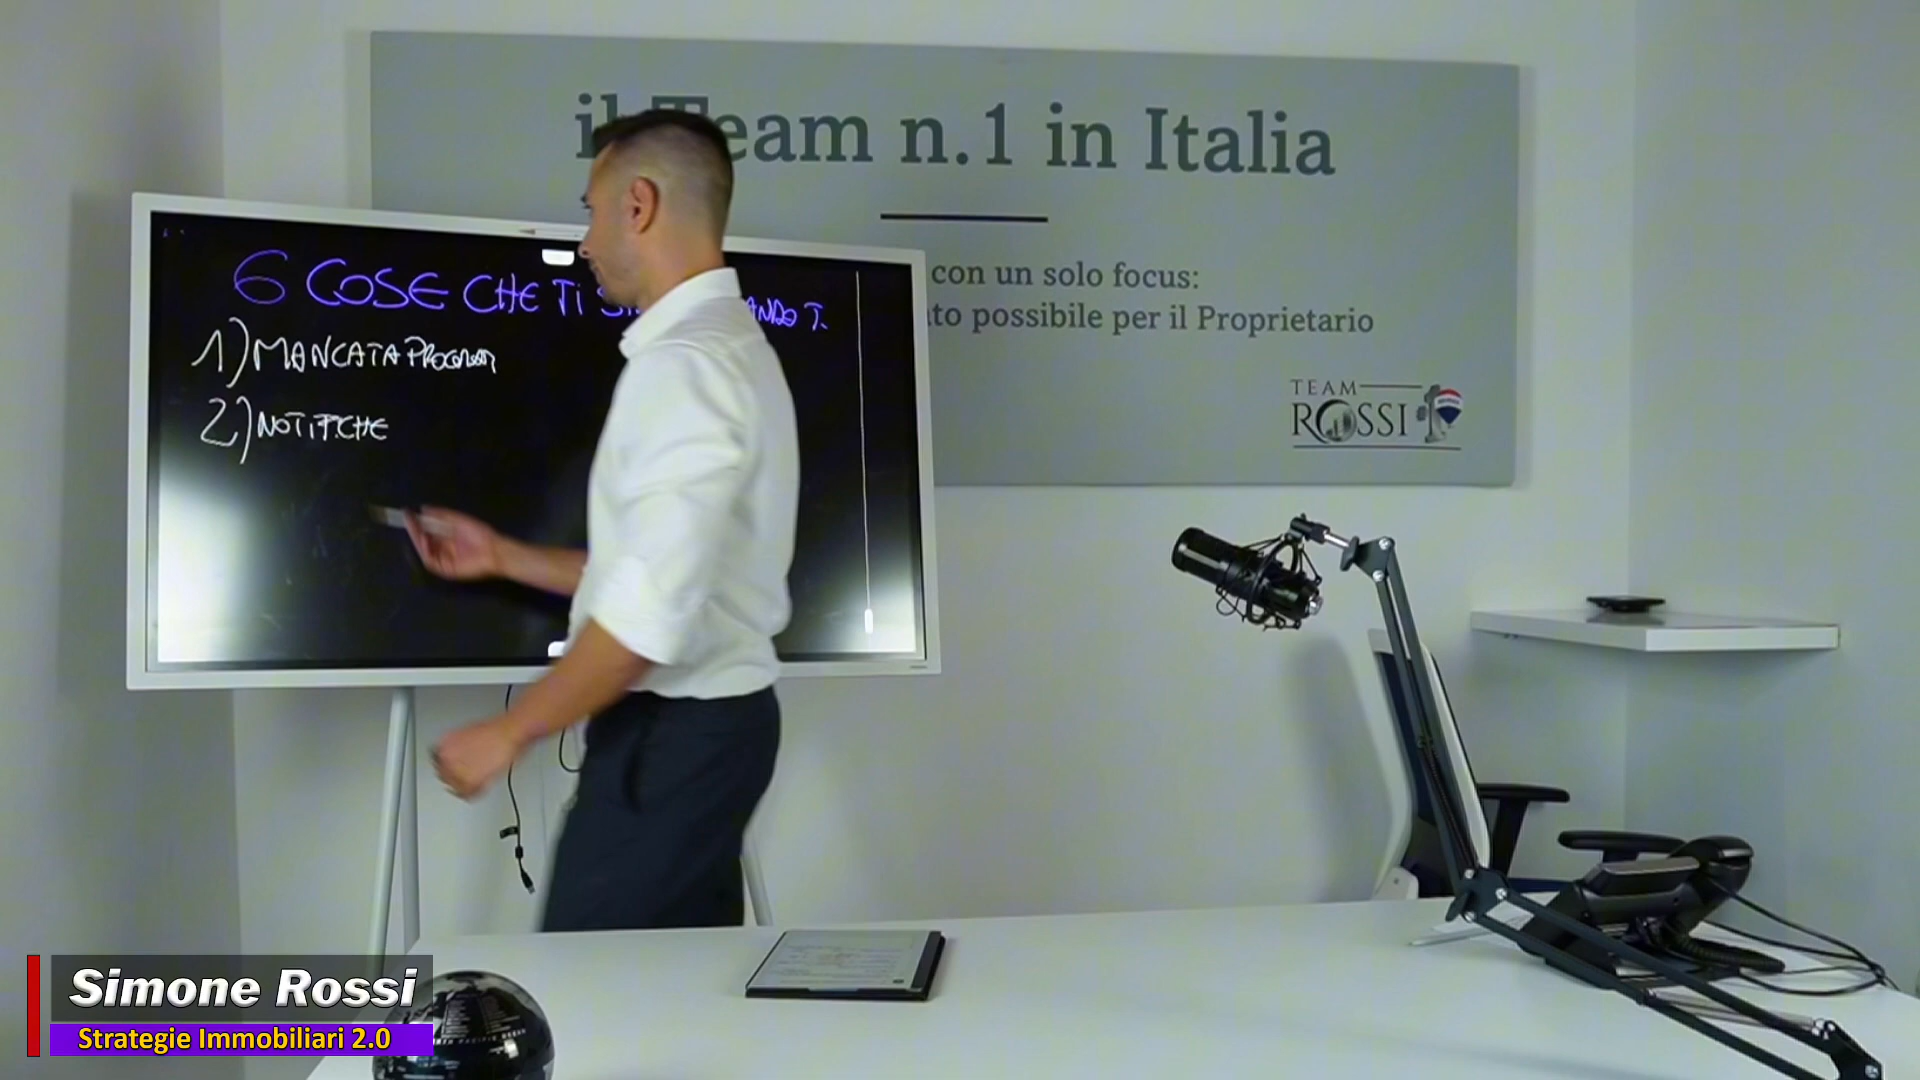 il Team n.1 in Italia
con un solo focus:
possibile per il Proprietario
TEAM
ROSSI
6 COSE CHE TI
1) MANCATA
2) NOTIFICHE
Simone Rossi
Strategie Immobiliari 2.0